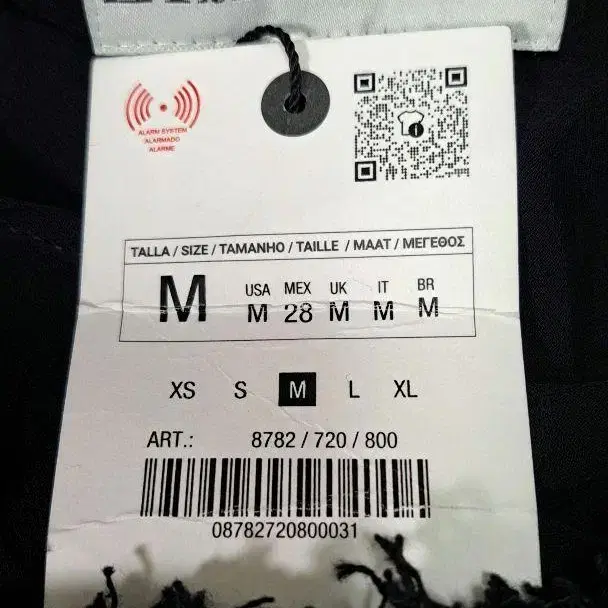 ALARM SYSTEM
ALARMADO
ALARME
TALLA / SIZE / TAMANHO / TAILLE / MAAT / ΜΕΓΕΘΟΣ
M
USA MEX UK IT BR
M 28 M M M
XS S M L XL
ART.: 8782 / 720 / 800
08782720800031